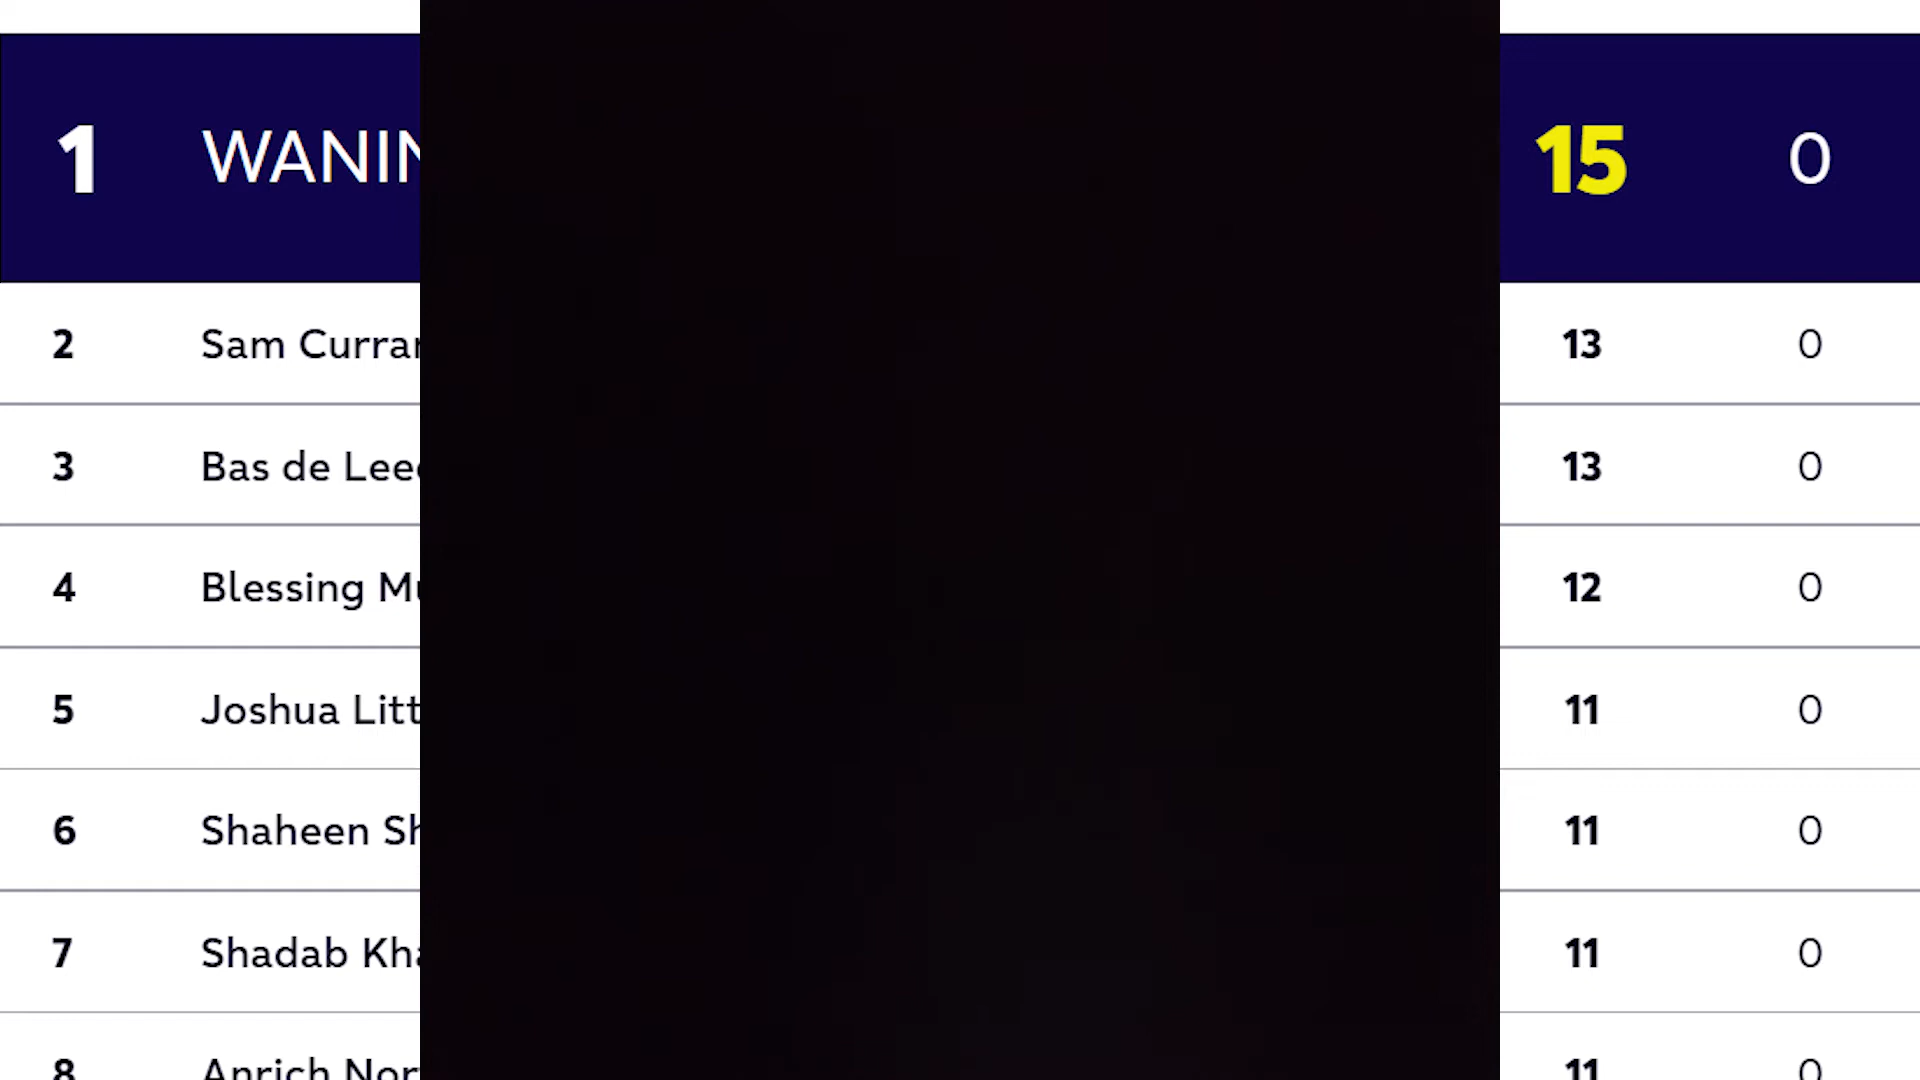 1 WANIN 15 0
2 Sam Curran 13 0
3 Bas de Lee 13 0
4 Blessing Mu 12 0
5 Joshua Litt 11 0
6 Shaheen Sh 11 0
7 Shadab Kha 11 0
8 Anrich Nor 11 0